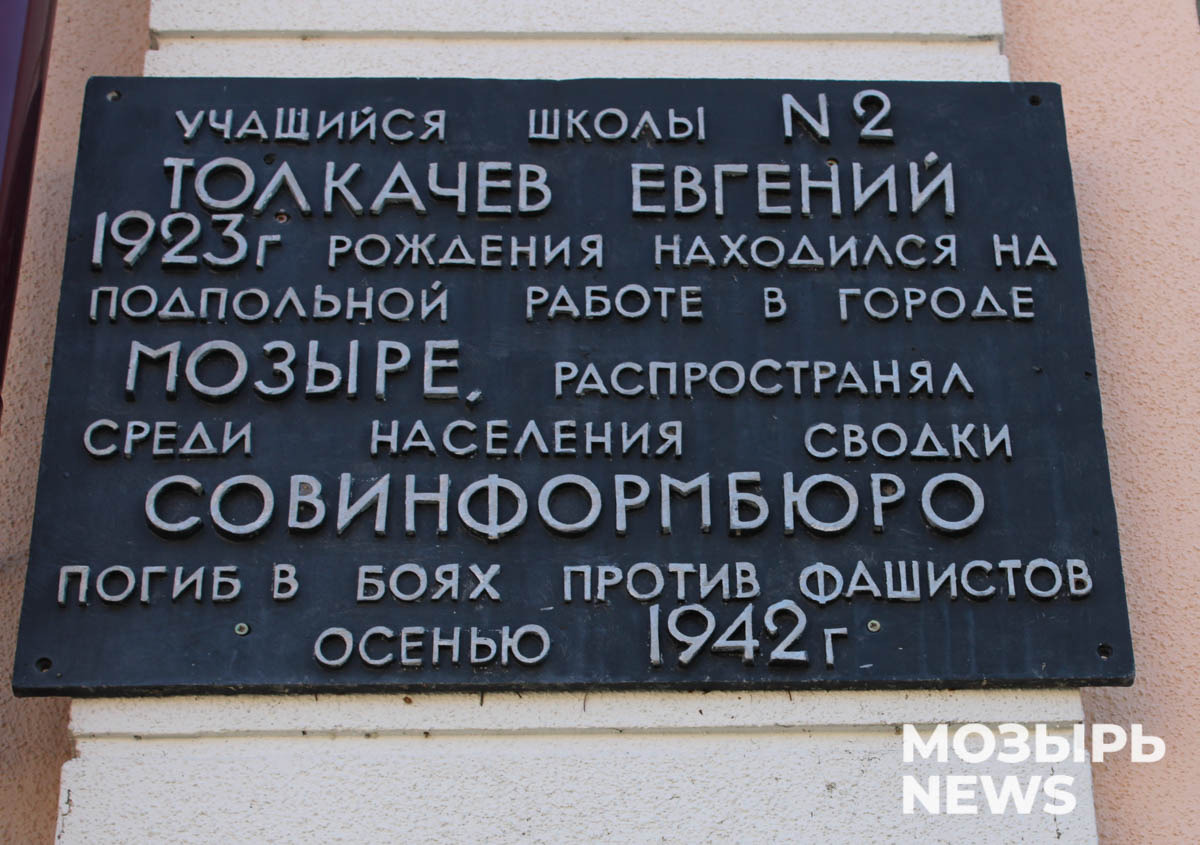 УЧАЩИЙСЯ ШКОЛЫ N 2
ТОЛКАЧЕВ ЕВГЕНИЙ
1923г РОЖДЕНИЯ НАХОДИЛСЯ НА
ПОДПОЛЬНОЙ РАБОТЕ В ГОРОДЕ
МОЗЫРЕ, РАСПРОСТРАНЯЛ
СРЕДИ НАСЕЛЕНИЯ СВОДКИ
СОВИНФОРМБЮРО
ПОГИБ В БОЯХ ПРОТИВ ФАШИСТОВ
ОСЕНЬЮ 1942г
МОЗЫРЬ
NEWS